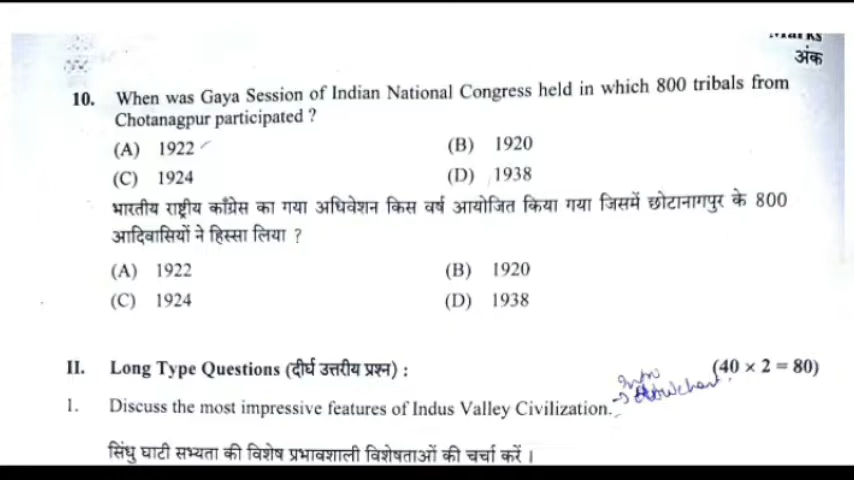 अंक
10. When was Gaya Session of Indian National Congress held in which 800 tribals from
Chotanagpur participated ?
(A) 1922 (B) 1920
(C) 1924 (D) 1938
भारतीय राष्ट्रीय काँग्रेस का गया अधिवेशन किस वर्ष आयोजित किया गया जिसमें छोटानागपुर के 800
आदिवासियों ने हिस्सा लिया ?
(A) 1922 (B) 1920
(C) 1924 (D) 1938
II. Long Type Questions (दीर्घ उत्तरीय प्रश्न) : (40 × 2 = 80)
1. Discuss the most impressive features of Indus Valley Civilization.
सिंधु घाटी सभ्यता की विशेष प्रभावशाली विशेषताओं की चर्चा करें ।